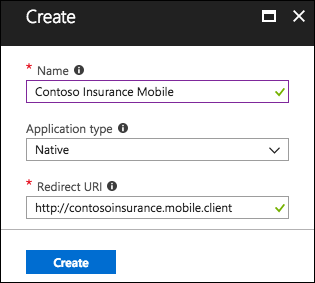 Create
* Name
Contoso Insurance Mobile
Application type
Native
* Redirect URI
http://contosoinsurance.mobile.client
Create